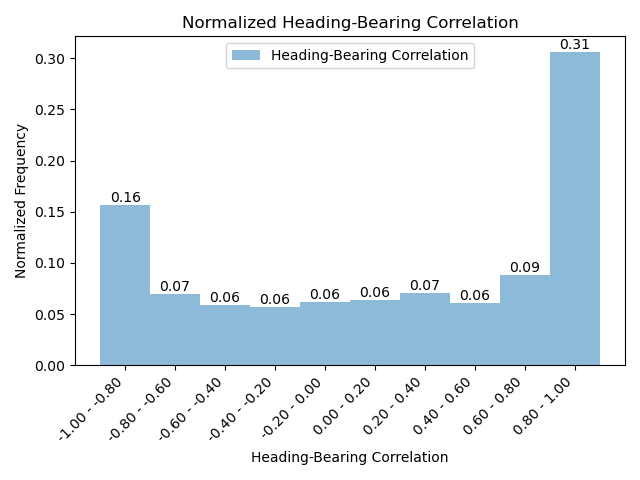 Normalized Heading-Bearing Correlation
Heading-Bearing Correlation
Normalized Frequency
0.30
0.25
0.20
0.15
0.10
0.05
0.00
0.16
0.07
0.06
0.06
0.06
0.06
0.07
0.06
0.09
0.31
-1.00 - -0.80
-0.80 - -0.60
-0.60 - -0.40
-0.40 - -0.20
-0.20 - 0.00
0.00 - 0.20
0.20 - 0.40
0.40 - 0.60
0.60 - 0.80
0.80 - 1.00
Heading-Bearing Correlation